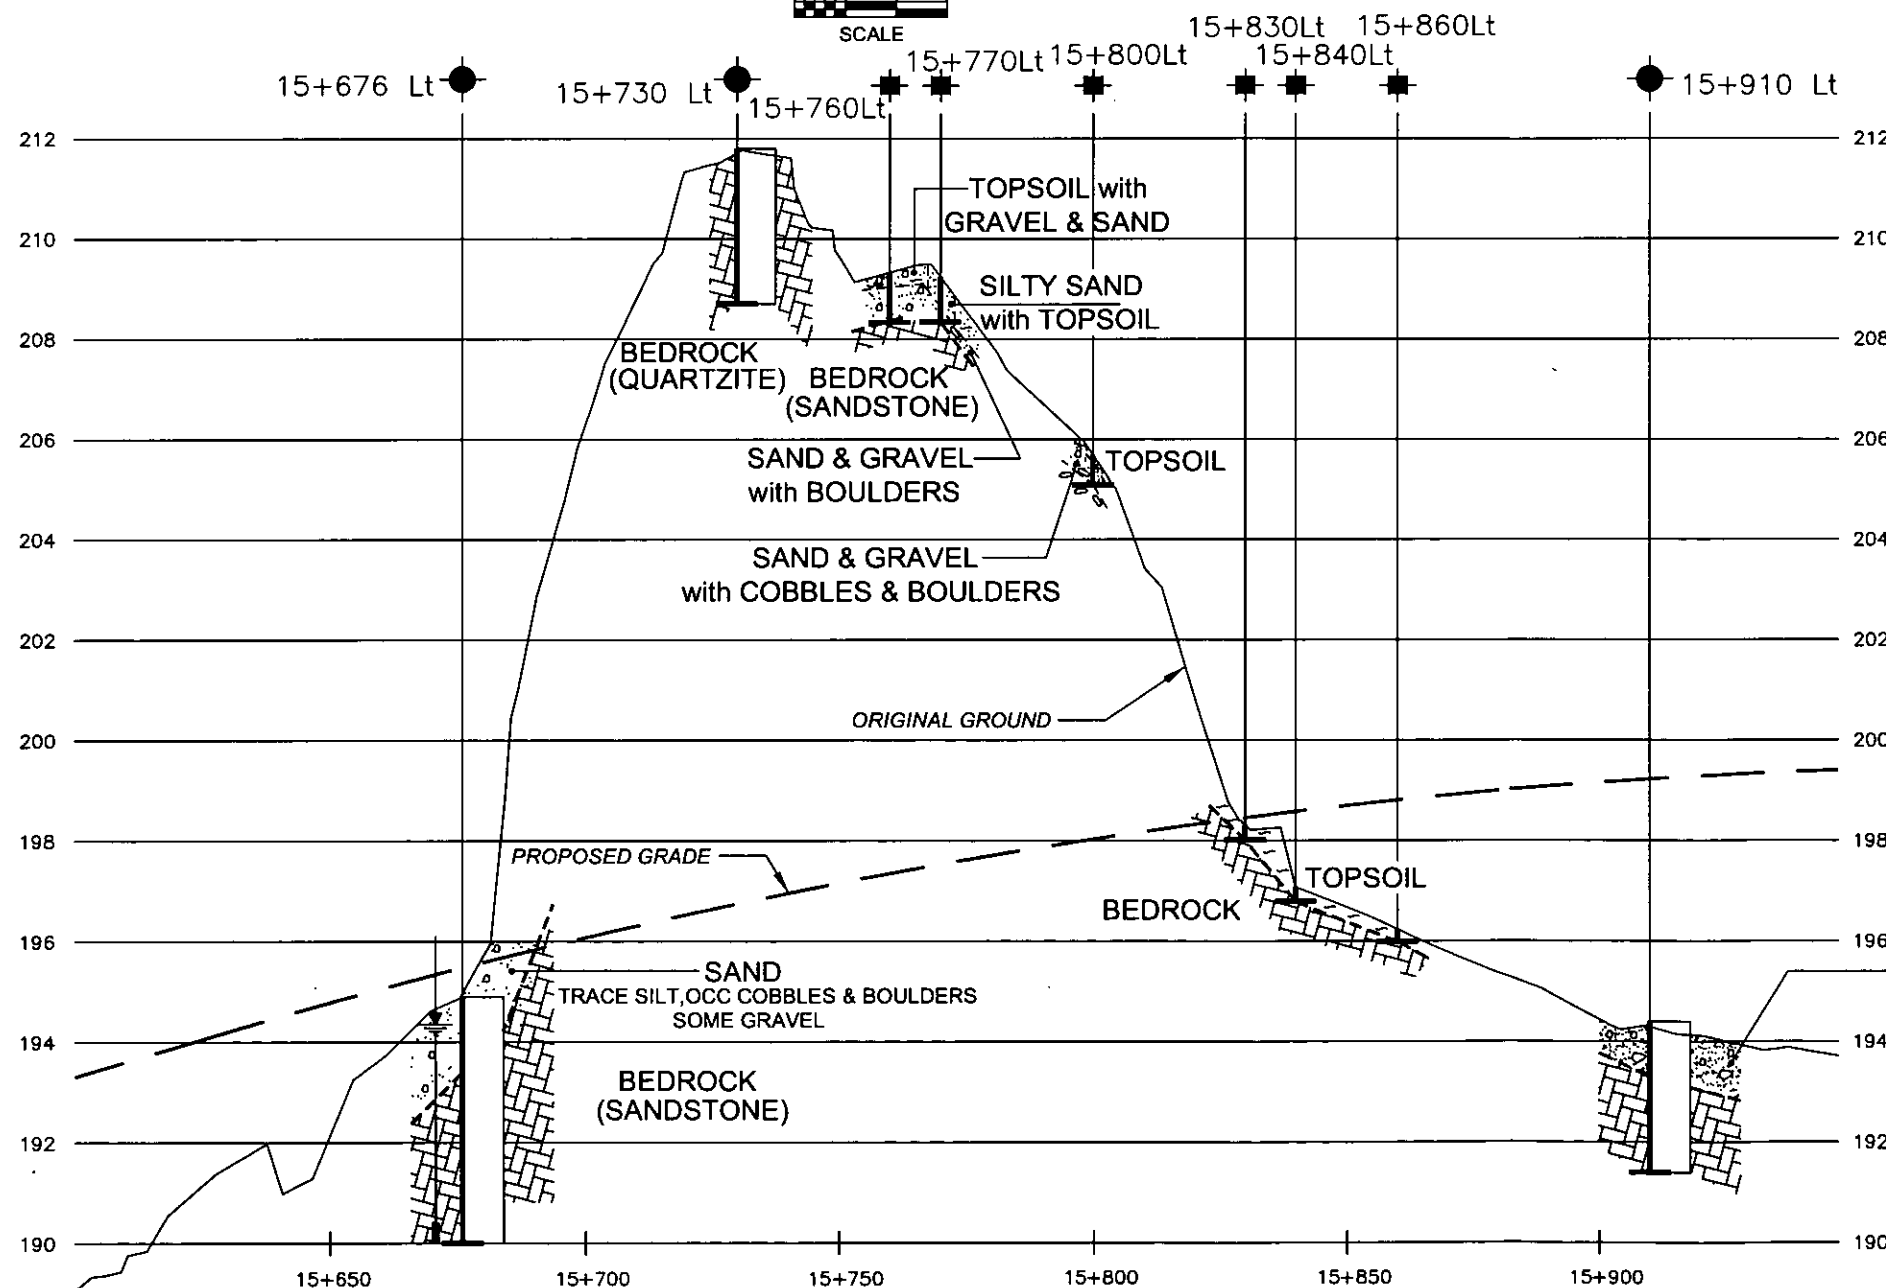 SCALE
15+830Lt 15+860Lt
15+770Lt 15+800Lt 15+840Lt
15+676 Lt 15+730 Lt 15+910 Lt
15+760Lt
212 212
TOPSOIL with
GRAVEL & SAND
210 210
SILTY SAND
with TOPSOIL
208 208
BEDROCK
(QUARTZITE)
BEDROCK
(SANDSTONE)
206 206
SAND & GRAVEL
with BOULDERS
TOPSOIL
204 204
SAND & GRAVEL
with COBBLES & BOULDERS
202 202
ORIGINAL GROUND
200 200
198 198
PROPOSED GRADE
TOPSOIL
BEDROCK
196 196
SAND
TRACE SILT,OCC COBBLES & BOULDERS
SOME GRAVEL
194 194
BEDROCK
(SANDSTONE)
192 192
190 190
15+650 15+700 15+750 15+800 15+850 15+900